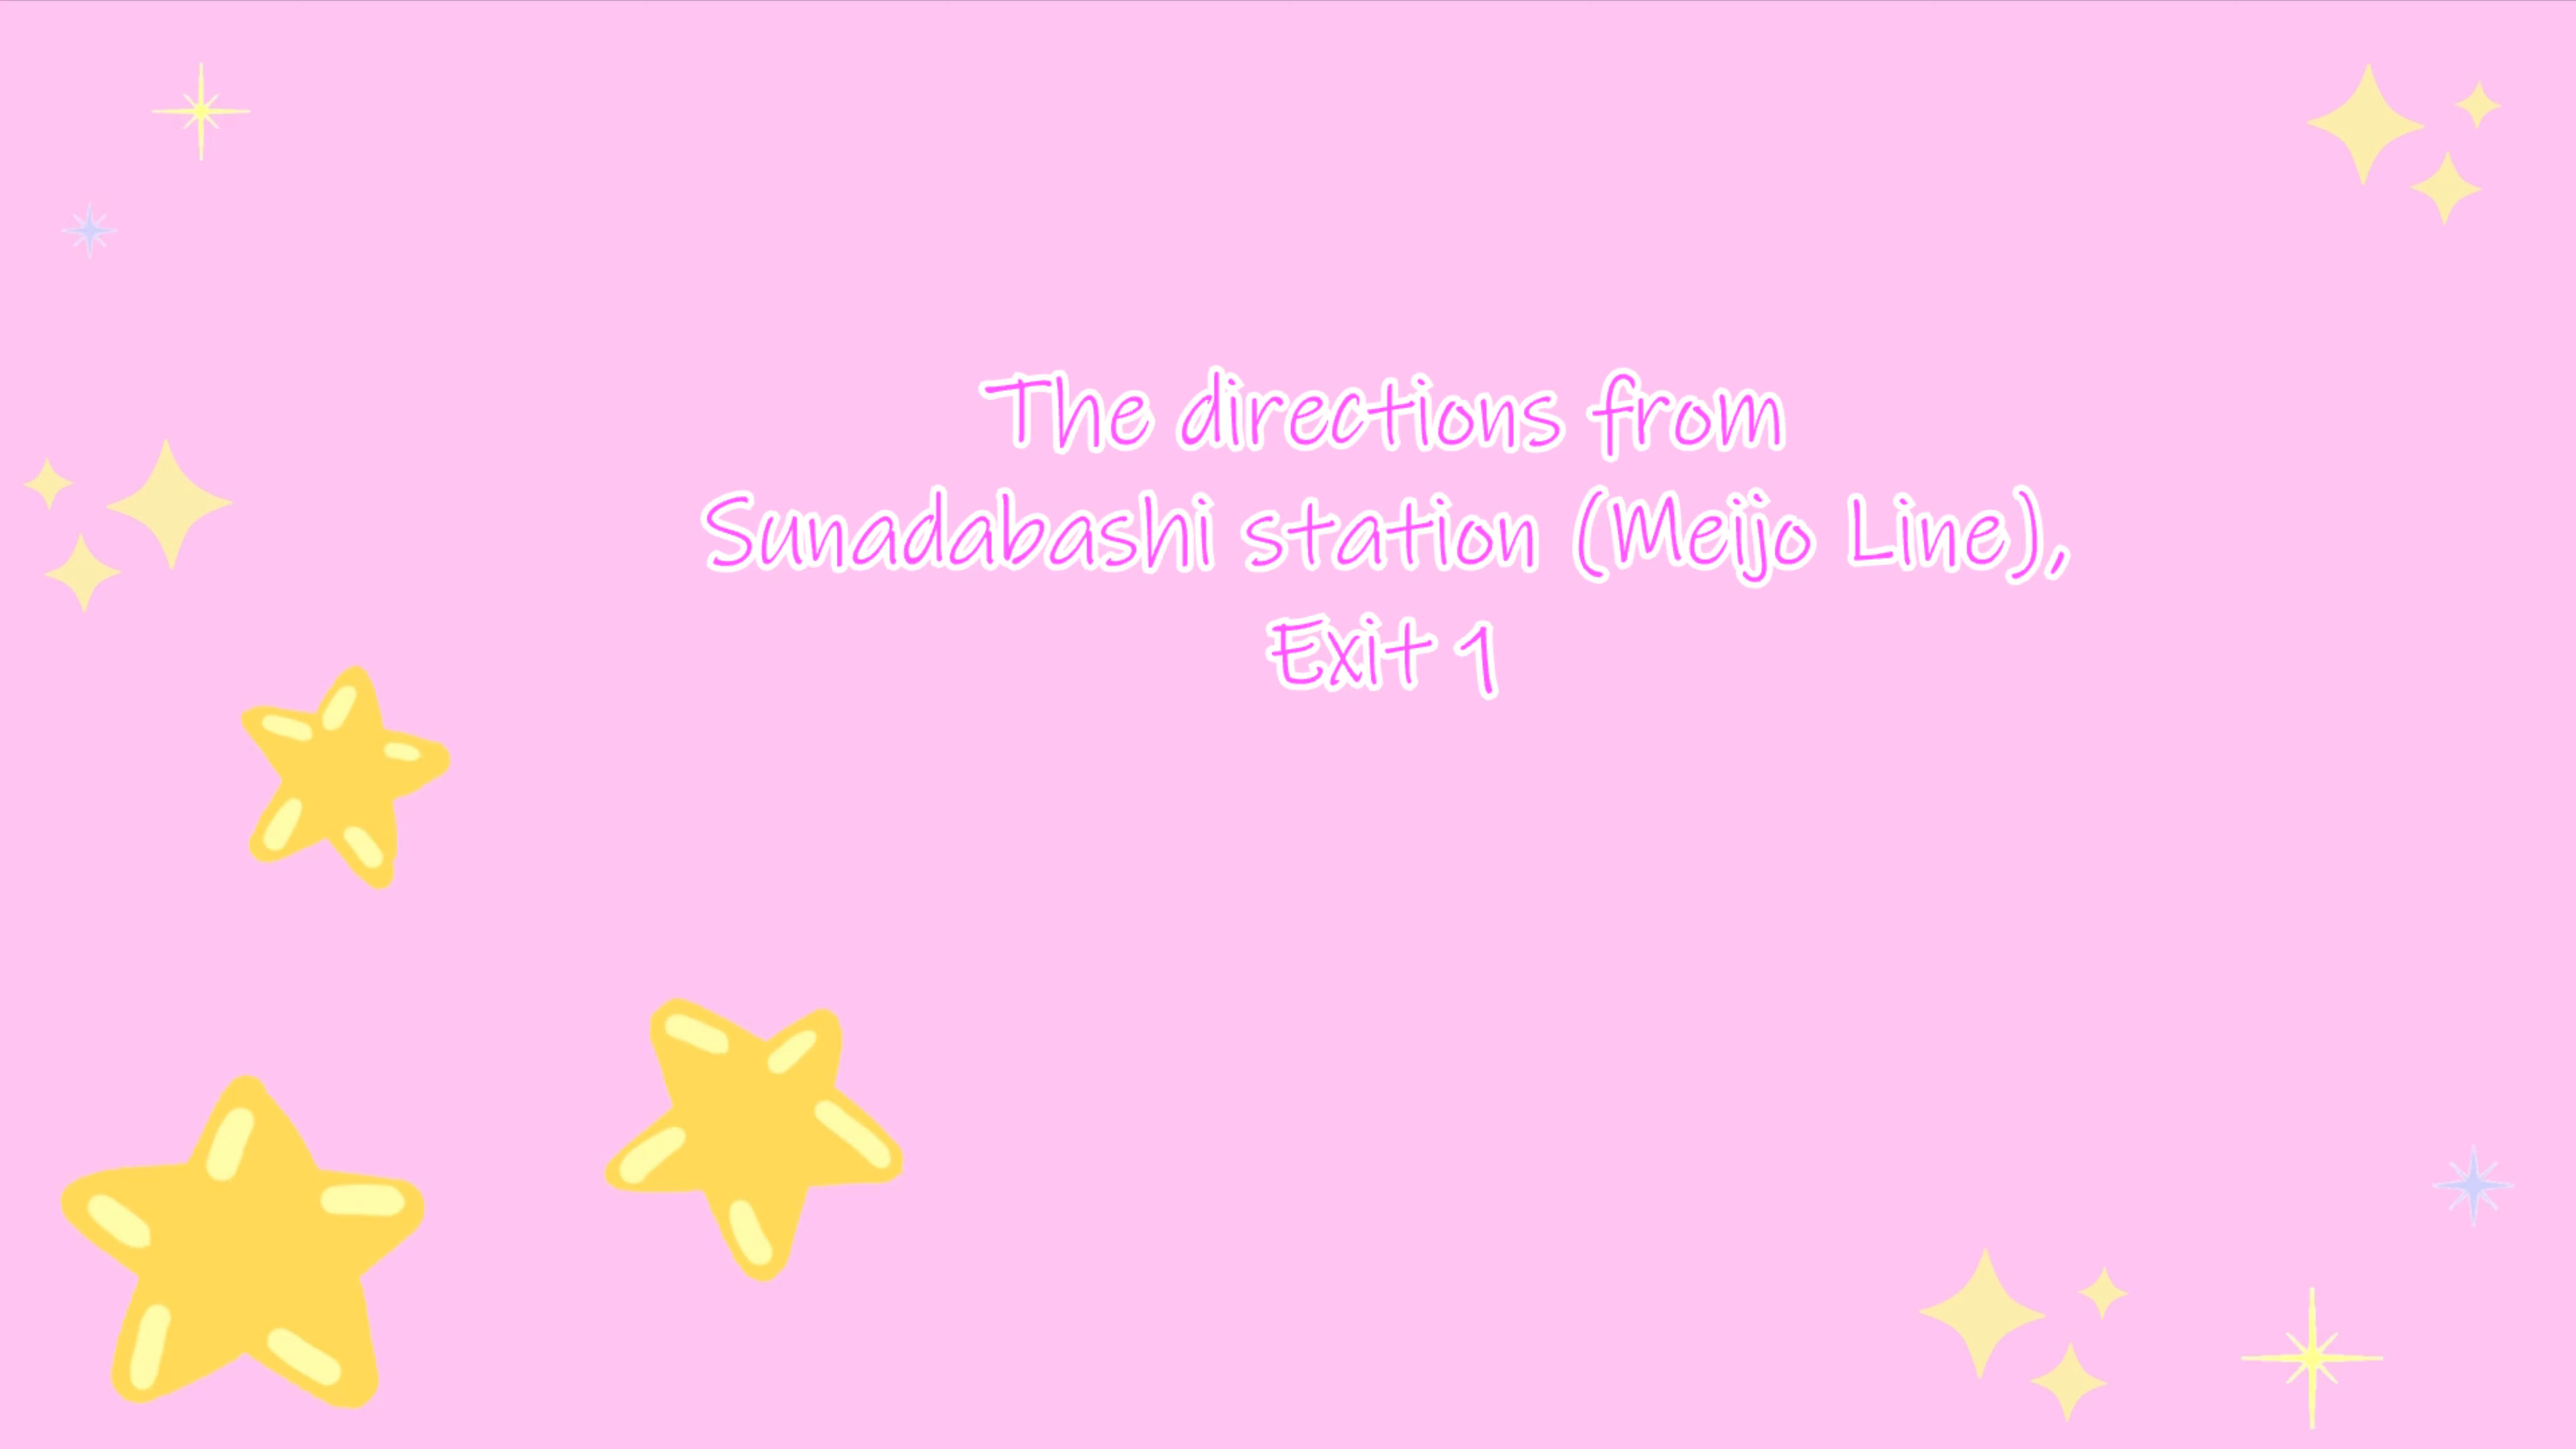 The directions from
Sunadabashi station (Meijo Line),
Exit 1